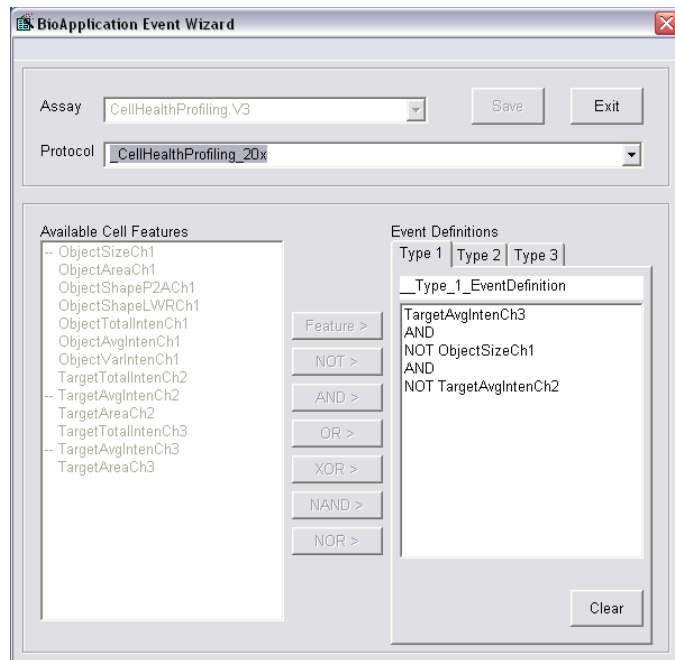 BioApplication Event Wizard
Assay
CellHealthProfiling.V3
Save
Exit
Protocol
_CellHealthProfiling_20x
Available Cell Features
-- ObjectSizeCh1
ObjectAreaCh1
ObjectShapeP2ACh1
ObjectShapeLWRCh1
ObjectTotalIntenCh1
ObjectAvgIntenCh1
ObjectVarIntenCh1
TargetTotalIntenCh2
-- TargetAvgIntenCh2
TargetAreaCh2
TargetTotalIntenCh3
-- TargetAvgIntenCh3
TargetAreaCh3
Feature >
NOT >
AND >
OR >
XOR >
NAND >
NOR >
Event Definitions
Type 1
Type 2
Type 3
__Type_1_EventDefinition
TargetAvgIntenCh3
AND
NOT ObjectSizeCh1
AND
NOT TargetAvgIntenCh2
Clear